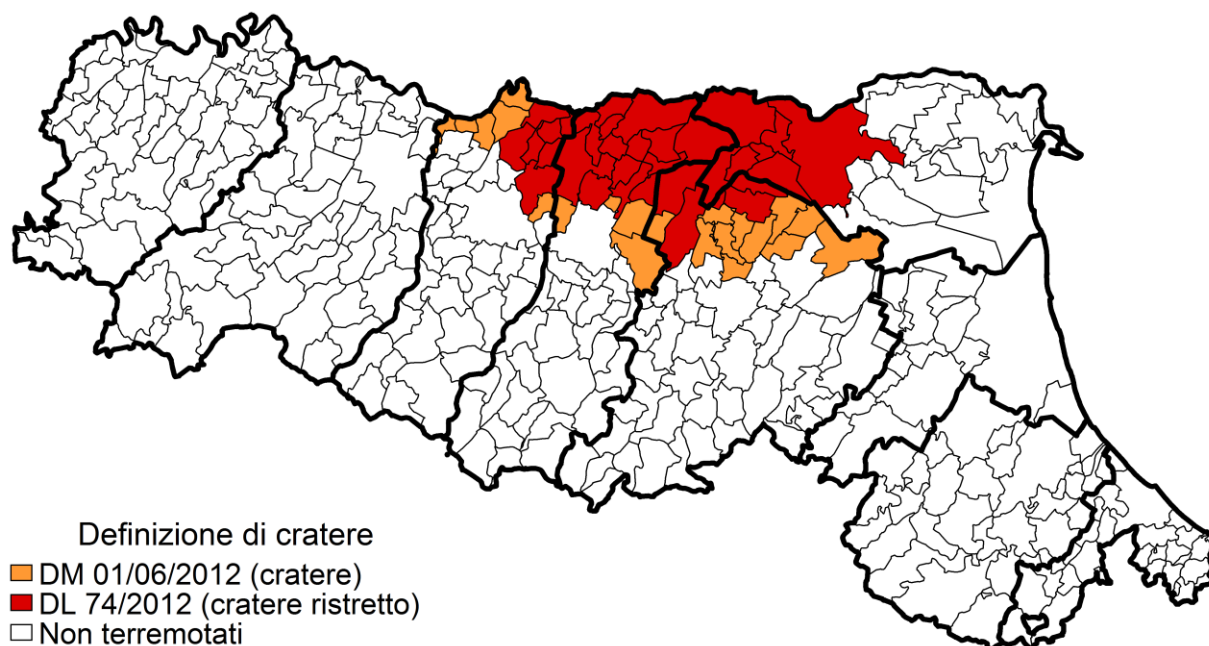 Definizione di cratere
DM 01/06/2012 (cratere)
DL 74/2012 (cratere ristretto)
Non terremotati